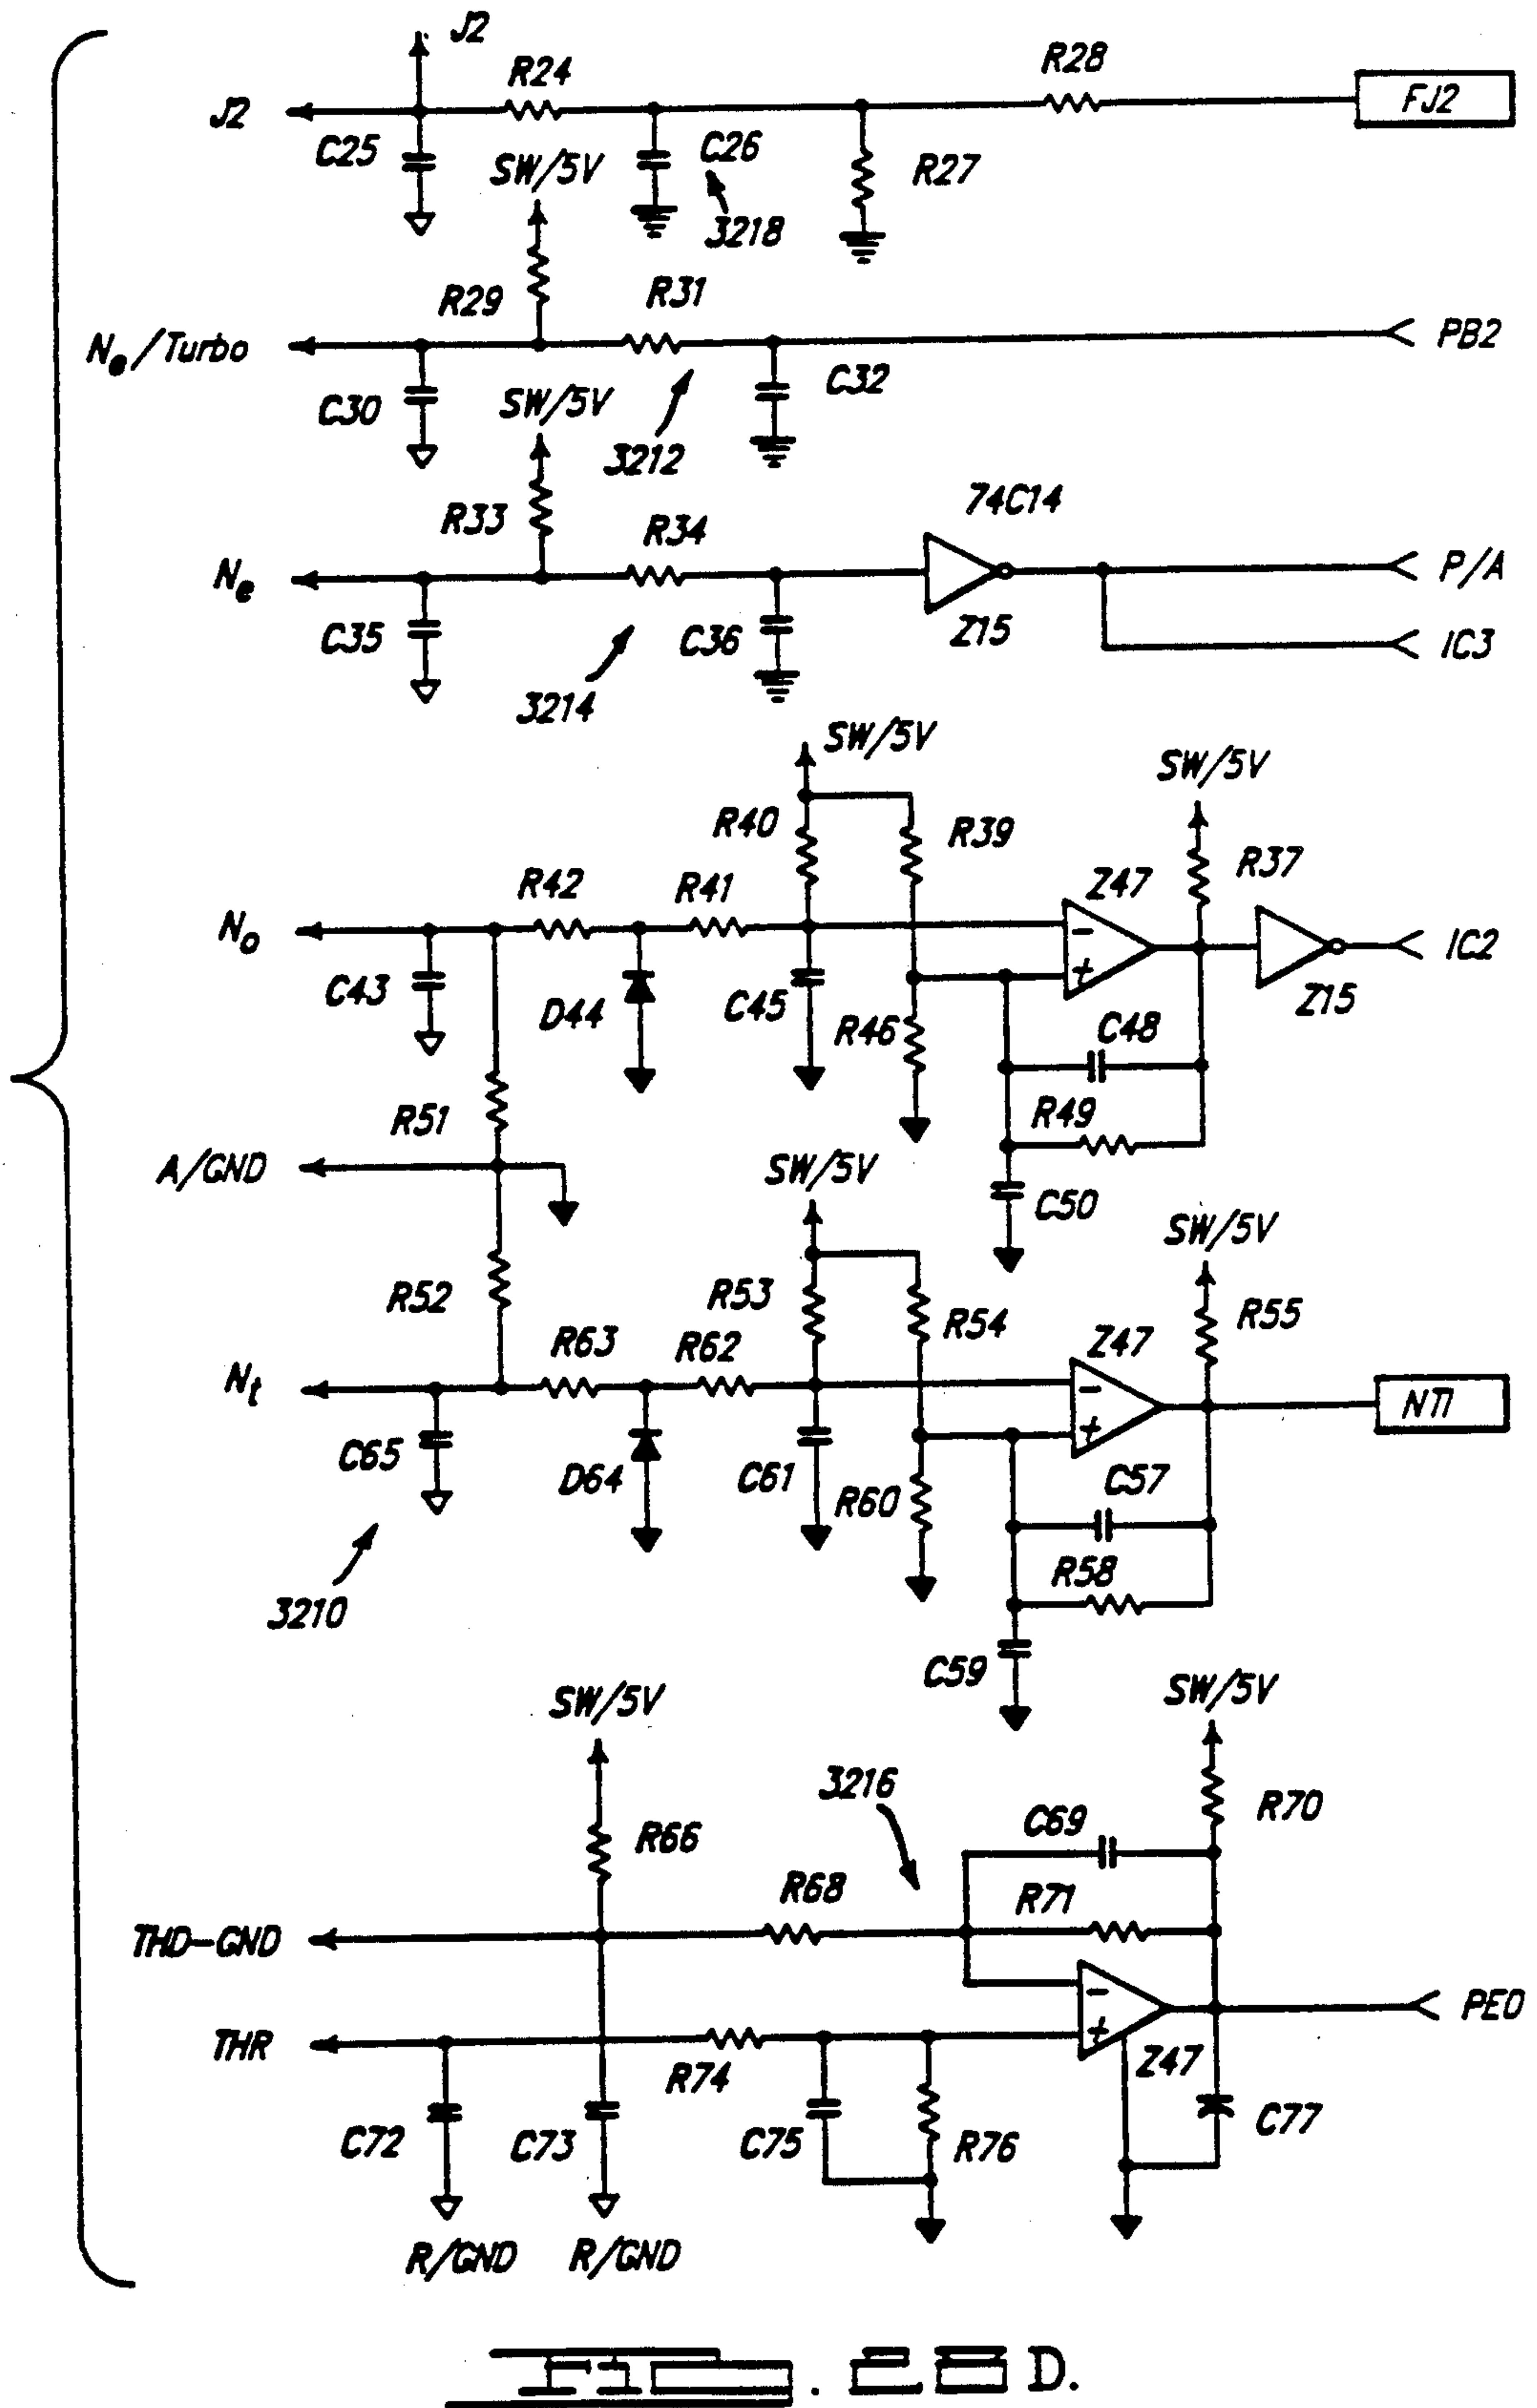 J2
J2
R24
R28
FJ2
C25
SW/5V
C26
R27
3218
R29
R31
Ne/Turbo
PB2
C30
SW/5V
C32
3212
R33
R34
74C14
Ne
P/A
C35
C36
Z15
IC3
3214
SW/5V
SW/5V
R40
R39
R42
R41
Z47
R37
No
IC2
C43
D44
C45
R46
Z15
C48
R51
R49
A/GND
SW/5V
C50
SW/5V
R52
R53
R54
R55
R63
R62
Z47
Nt
NTI
C65
D64
C61
R60
C57
R58
3210
C59
SW/5V
SW/5V
3216
C69
R70
R66
R68
R71
THD-GND
PE0
THR
R74
Z47
C72
C73
C75
R76
C77
R/GND
R/GND
D.